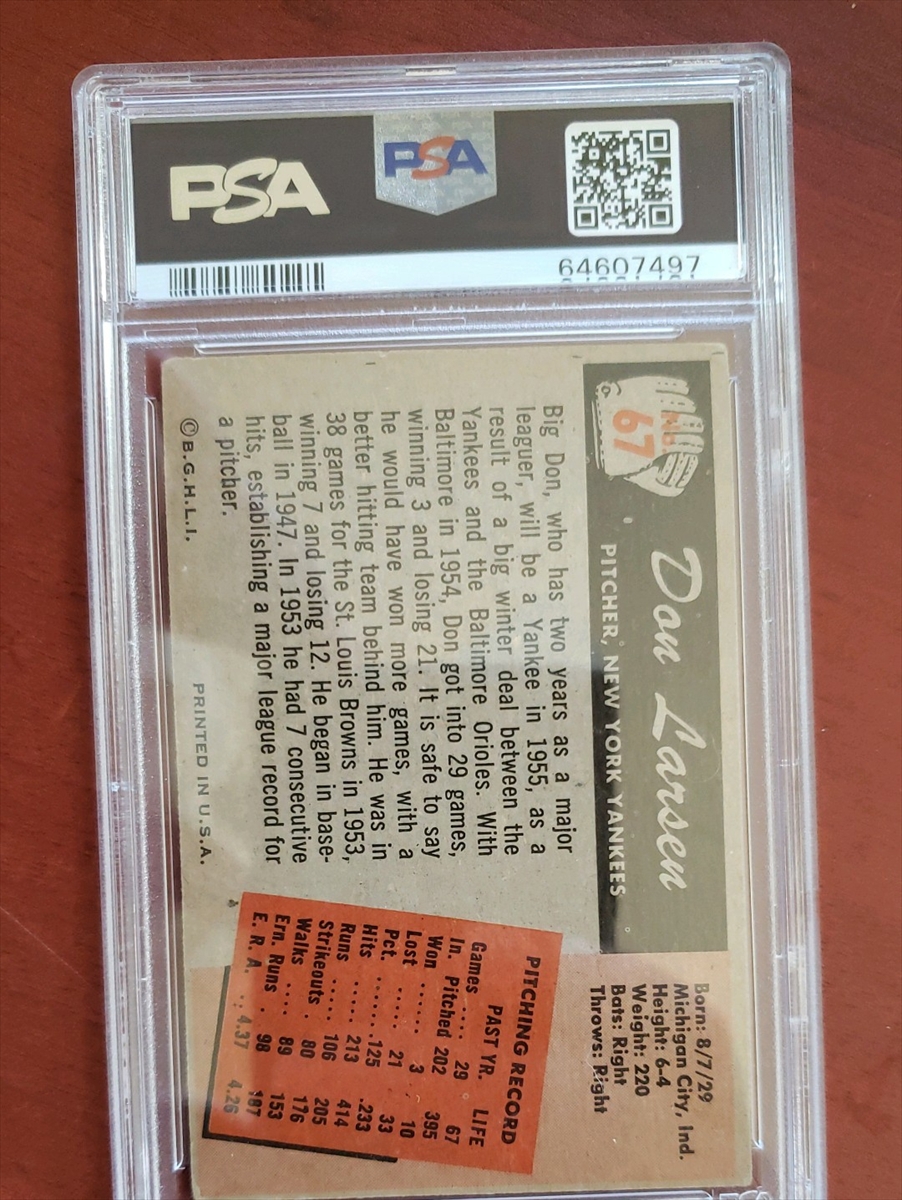 PSA
PSA
64607497
No.
67
Don Larsen
PITCHER, NEW YORK YANKEES
Big Don, who has two years as a major
league​r, will be a Yankee in 1955, as a
result of a big winter deal between the
Yankees and the Baltimore Orioles. With
Baltimore in 1954, Don got into 29 games,
winning 3 and losing 21. It is safe to say
he would have won more games, with a
better hitting team behind him. He was in
38 games for the St. Louis Browns in 1953,
winning 7 and losing 12. He began in base-
ball in 1947. In 1953 he had 7 consecutive
hits, establishing a major league record for
a pitcher.
©B.G.H.L.I.
PRINTED IN U.S.A.
Born: 8/7/29
Michigan City, Ind.
Height: 6-4
Weight: 220
Bats: Right
Throws: Right
PITCHING RECORD
PAST YR. LIFE
Games .... 29 67
In. Pitched 202 395
Won ...... 3 10
Lost ..... 21 33
Pct. ...... .125 .233
Hits ...... 213 414
Runs ..... 106 205
Strikeouts . 80 176
Walks .... 89 153
Ern. Runs . 98 187
E. R. A. .. 4.37 4.26